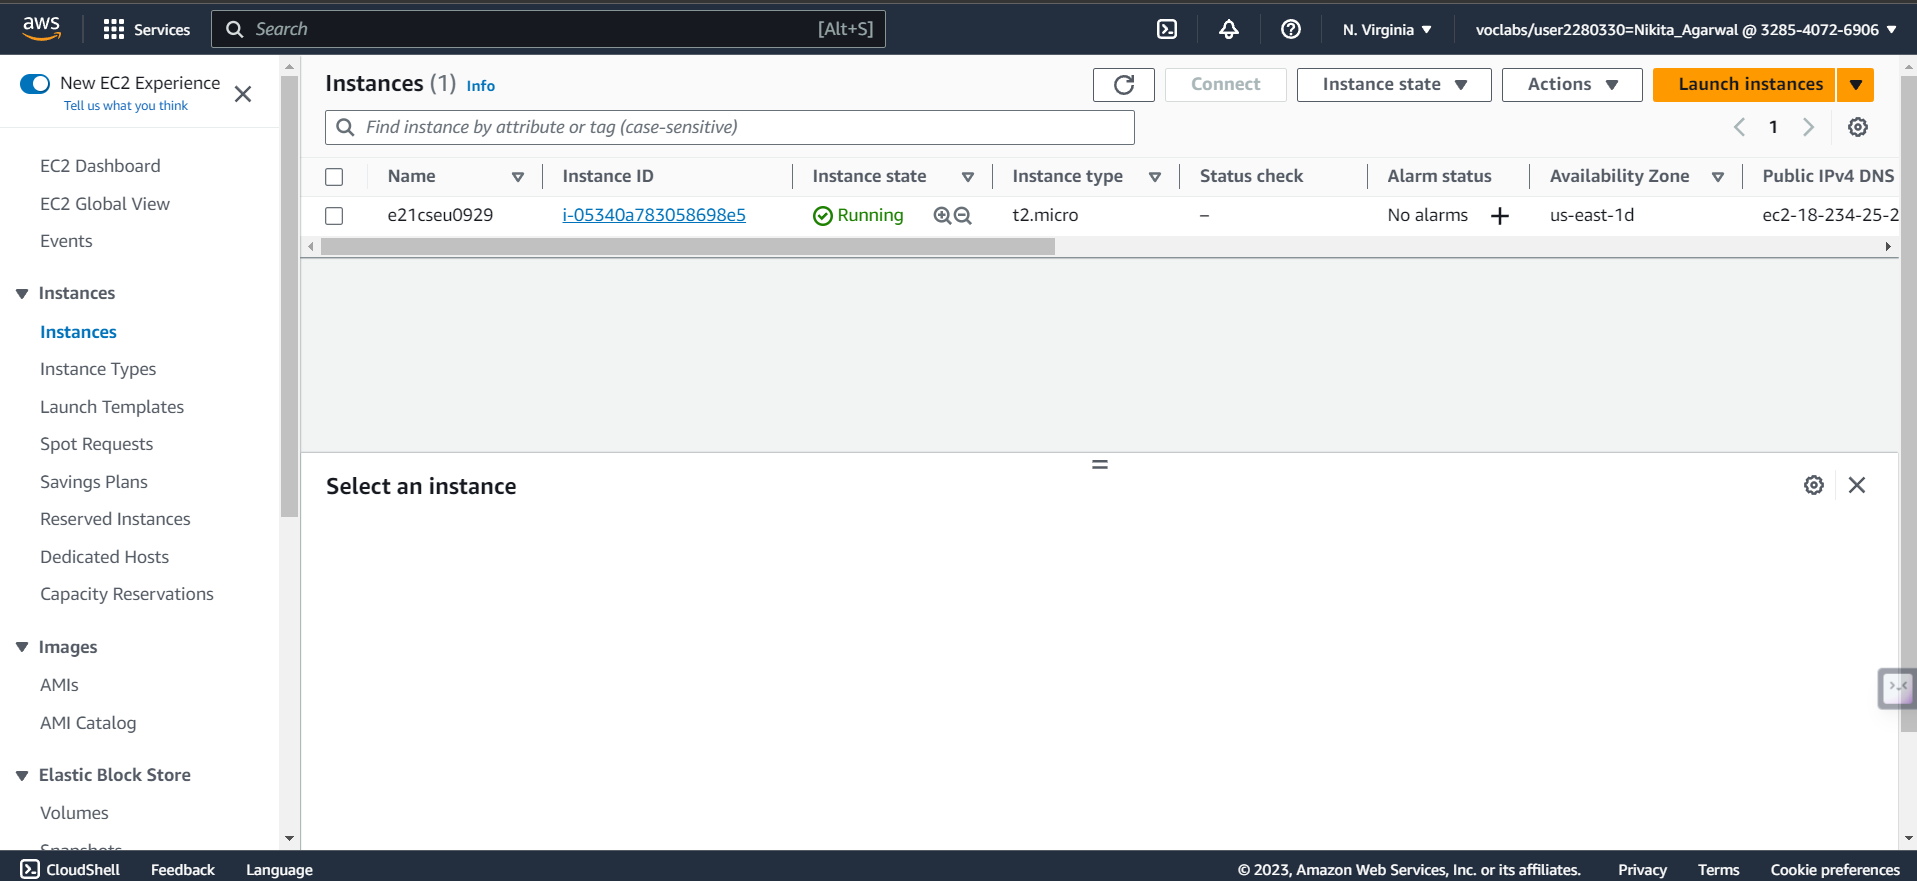 aws
Services
Search [Alt+S]
N. Virginia
voclabs/user2280330=Nikita_Agarwal @ 3285-4072-6906
New EC2 Experience
Tell us what you think
EC2 Dashboard
EC2 Global View
Events
Instances
Instances
Instance Types
Launch Templates
Spot Requests
Savings Plans
Reserved Instances
Dedicated Hosts
Capacity Reservations
Images
AMIs
AMI Catalog
Elastic Block Store
Volumes
Snapshots
Instances (1) Info
Connect
Instance state
Actions
Launch instances
Find instance by attribute or tag (case-sensitive)
1
Name Instance ID Instance state Instance type Status check Alarm status Availability Zone Public IPv4 DNS
e21cseu0929 i-05340a783058698e5 Running t2.micro – No alarms + us-east-1d ec2-18-234-25-2
Select an instance
CloudShell Feedback Language
© 2023, Amazon Web Services, Inc. or its affiliates. Privacy Terms Cookie preferences